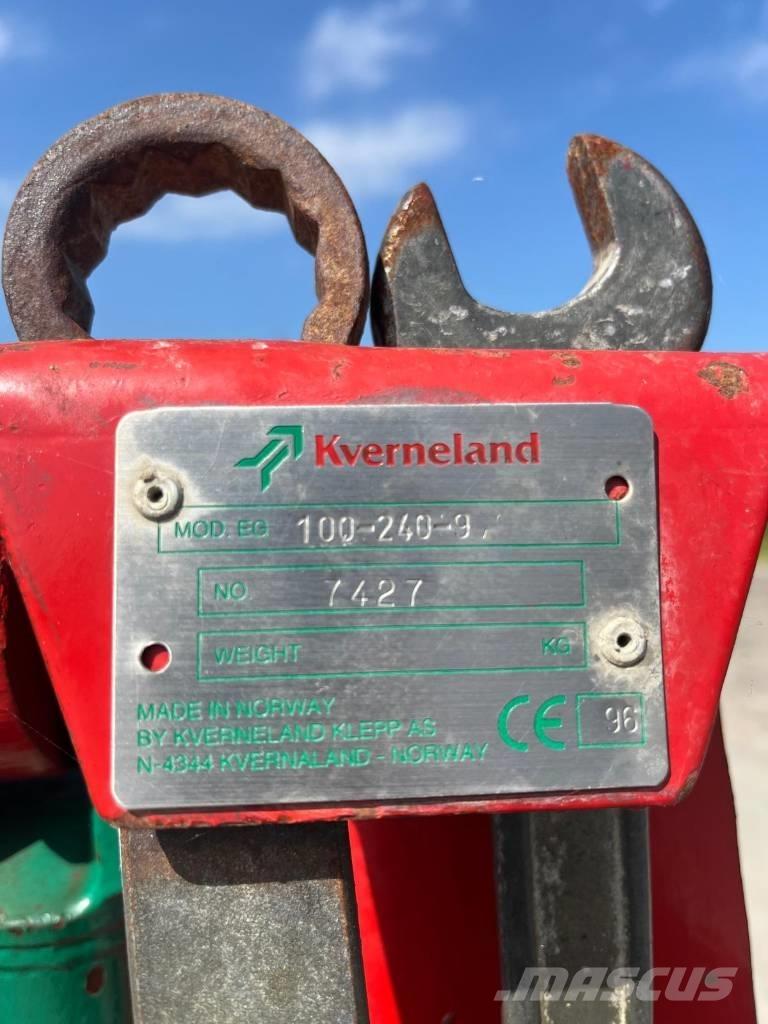 Kverneland
MOD. EG 100-240-9
NO. 7427
WEIGHT KG
MADE IN NORWAY
BY KVERNELAND KLEPP AS
N-4344 KVERNALAND - NORWAY
CE 96
MASCUS